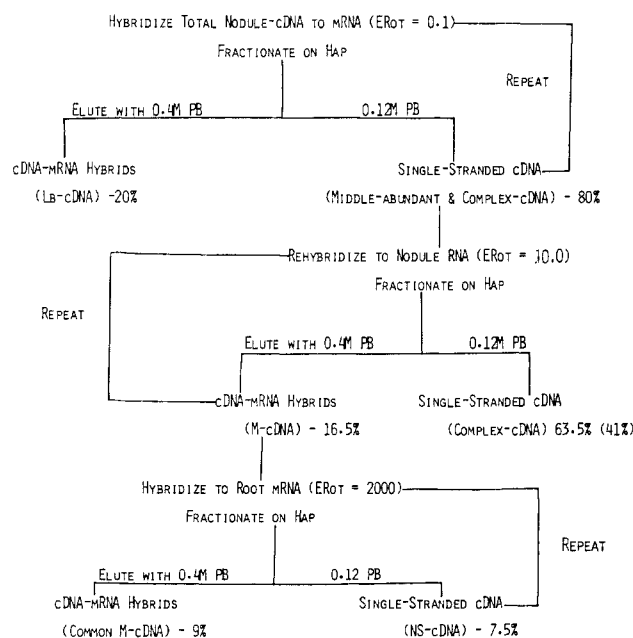 HYBRIDIZE TOTAL NODULE-CDNA TO MRNA (EROT = 0.1)
FRACTIONATE ON HAP
REPEAT
ELUTE WITH 0.4M PB
0.12M PB
CDNA-MRNA HYBRIDS
SINGLE-STRANDED CDNA
(LB-CDNA) -20%
(MIDDLE-ABUNDANT & COMPLEX-CDNA) - 80%
REHYBRIDIZE TO NODULE RNA (EROT = 10.0)
FRACTIONATE ON HAP
REPEAT
ELUTE WITH 0.4M PB
0.12M PB
CDNA-MRNA HYBRIDS
SINGLE-STRANDED CDNA
(M-CDNA) - 16.5%
(COMPLEX-CDNA) 63.5% (41%)
HYBRIDIZE TO ROOT MRNA (EROT = 2000)
FRACTIONATE ON HAP
REPEAT
ELUTE WITH 0.4M PB
0.12 PB
CDNA-MRNA HYBRIDS
SINGLE-STRANDED CDNA
(COMMON M-CDNA) - 9%
(NS-CDNA) - 7.5%